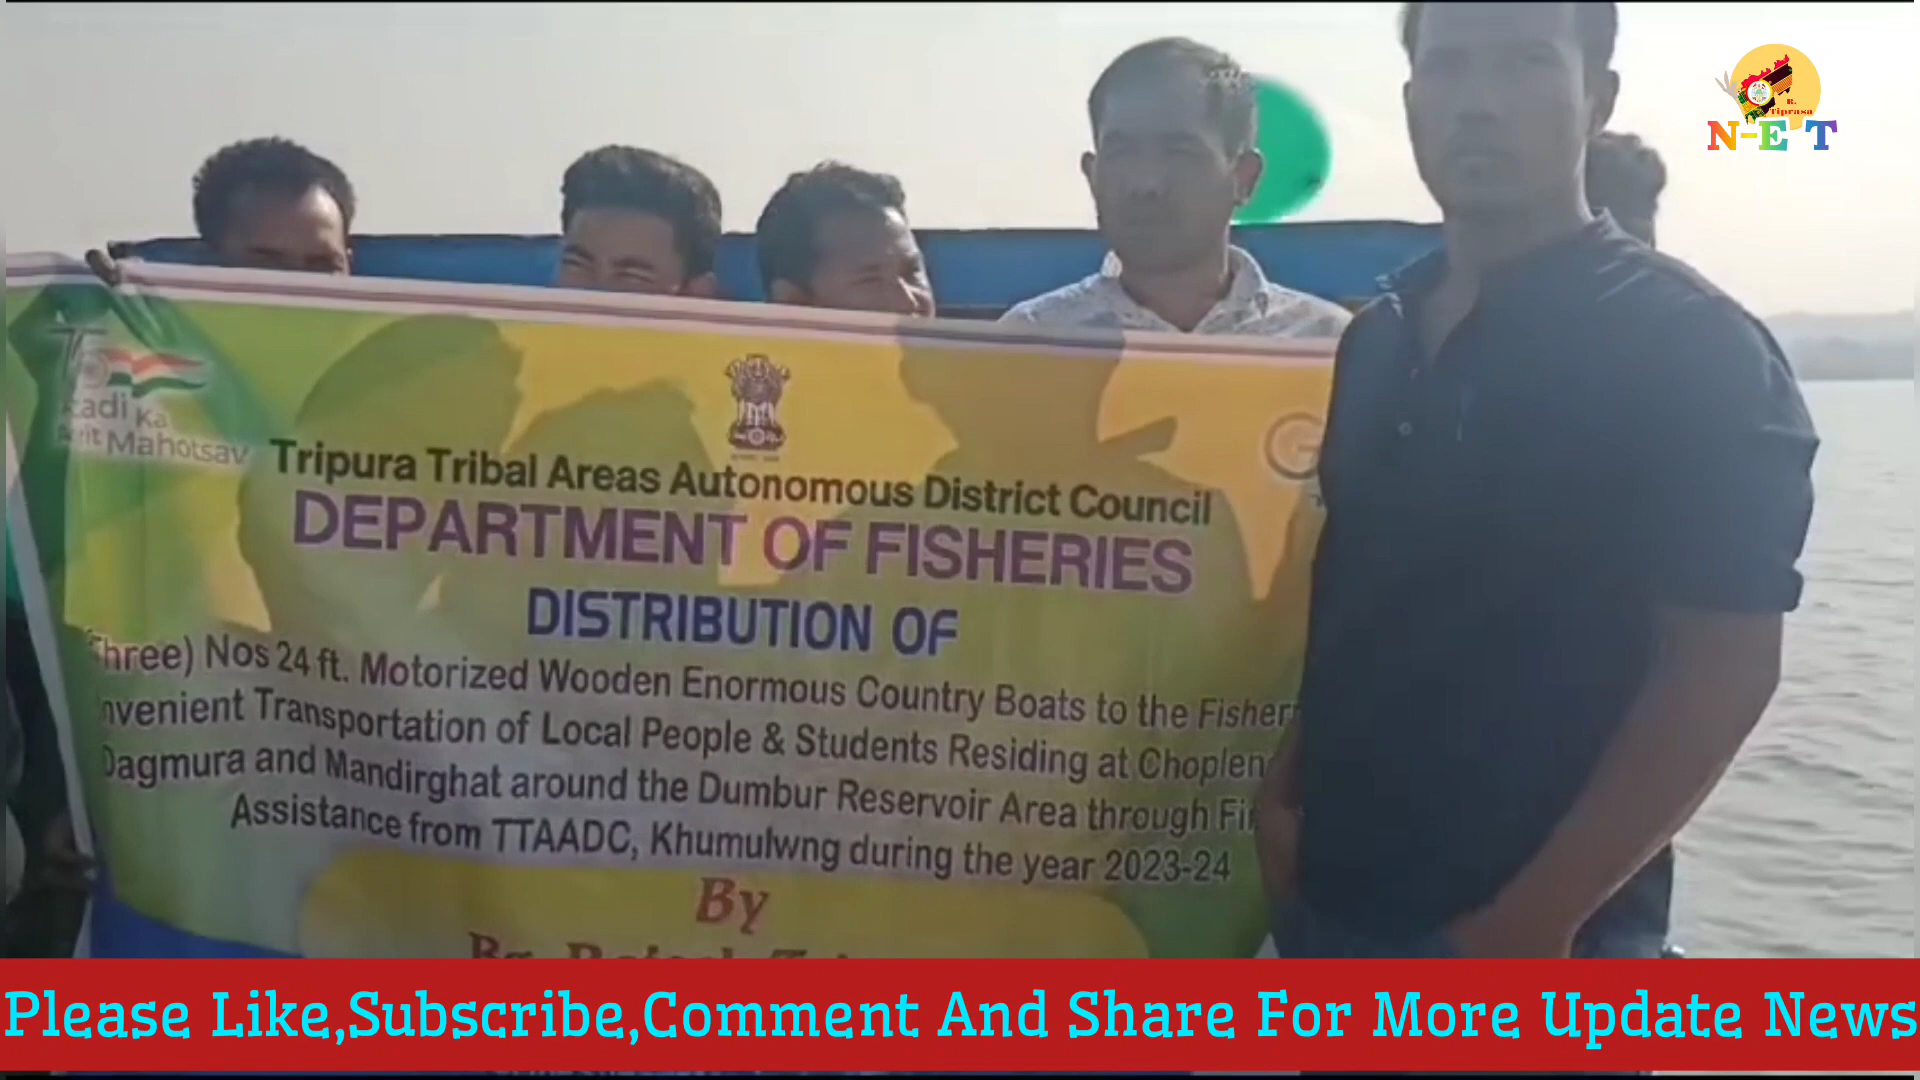 R.
Tiprasa
N-ET
Ka
Mahotsav
Tripura Tribal Areas Autonomous District Council
DEPARTMENT OF FISHERIES
DISTRIBUTION OF
hree) Nos 24 ft. Motorized Wooden Enormous Country Boats to the Fisher
nvenient Transportation of Local People & Students Residing at Choplen
Dagmura and Mandirghat around the Dumbur Reservoir Area through Fi
Assistance from TTAADC, Khumulwng during the year 2023-24
By
Please Like,Subscribe,Comment And Share For More Update News